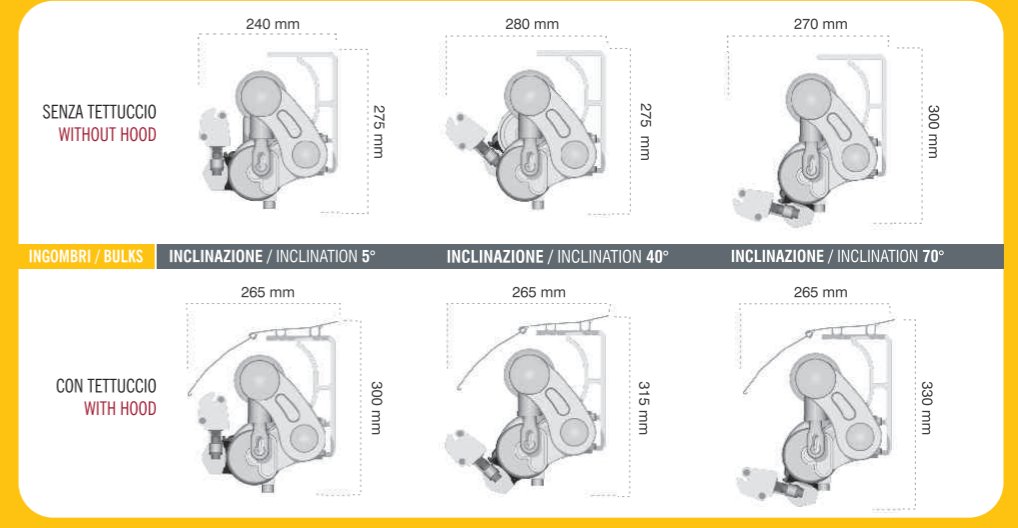 240 mm
280 mm
270 mm
SENZA TETTUCCIO
WITHOUT HOOD
275 mm
275 mm
300 mm
INGOMBRI / BULKS
INCLINAZIONE / INCLINATION 5°
INCLINAZIONE / INCLINATION 40°
INCLINAZIONE / INCLINATION 70°
265 mm
265 mm
265 mm
CON TETTUCCIO
WITH HOOD
300 mm
315 mm
330 mm